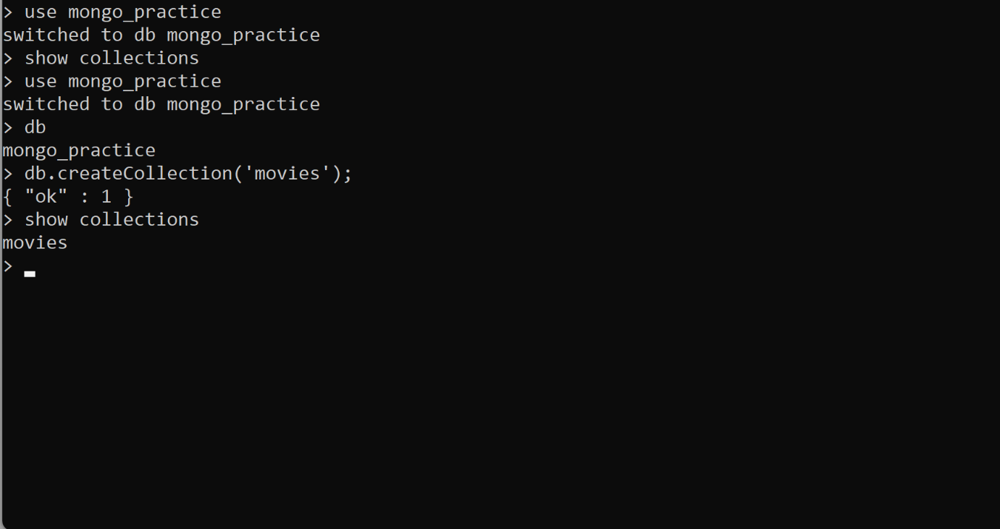 > use mongo_practice
switched to db mongo_practice
> show collections
> use mongo_practice
switched to db mongo_practice
> db
mongo_practice
> db.createCollection('movies');
{ "ok" : 1 }
> show collections
movies
>